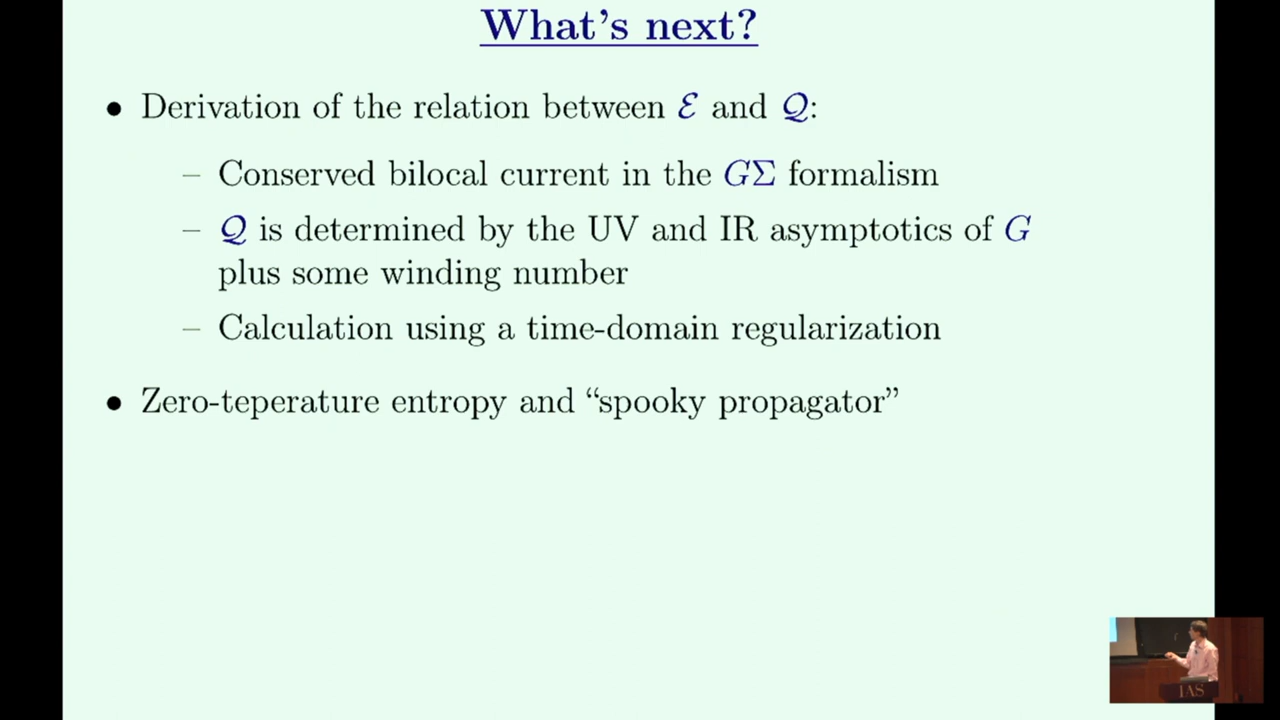 What's next?
• Derivation of the relation between ℰ and 𝒬:
– Conserved bilocal current in the GΣ formalism
– 𝒬 is determined by the UV and IR asymptotics of G
plus some winding number
– Calculation using a time-domain regularization
• Zero-teperature entropy and “spooky propagator”
IAS